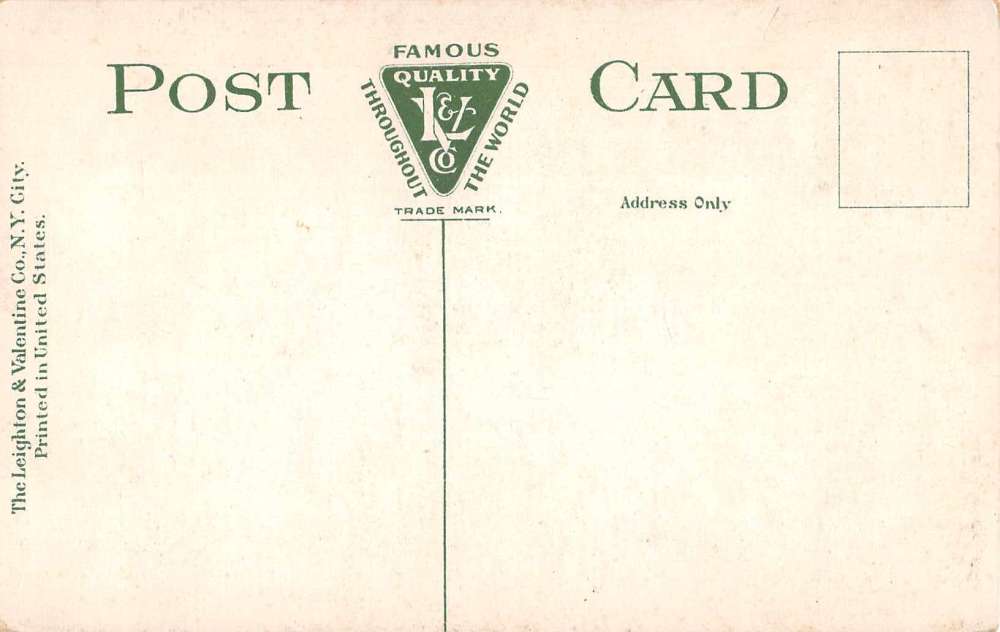 POST CARD
FAMOUS
QUALITY
THROUGHOUT
THE WORLD
L&V
Co
TRADE MARK.
Address Only
The Leighton & Valentine Co., N.Y. City.
Printed in United States.